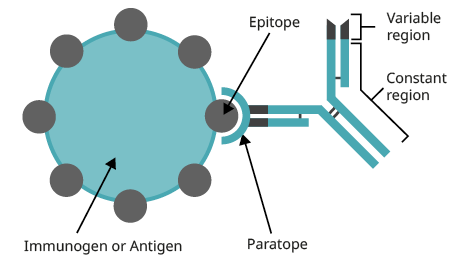 Epitope
Variable
region
Constant
region
Immunogen or Antigen
Paratope